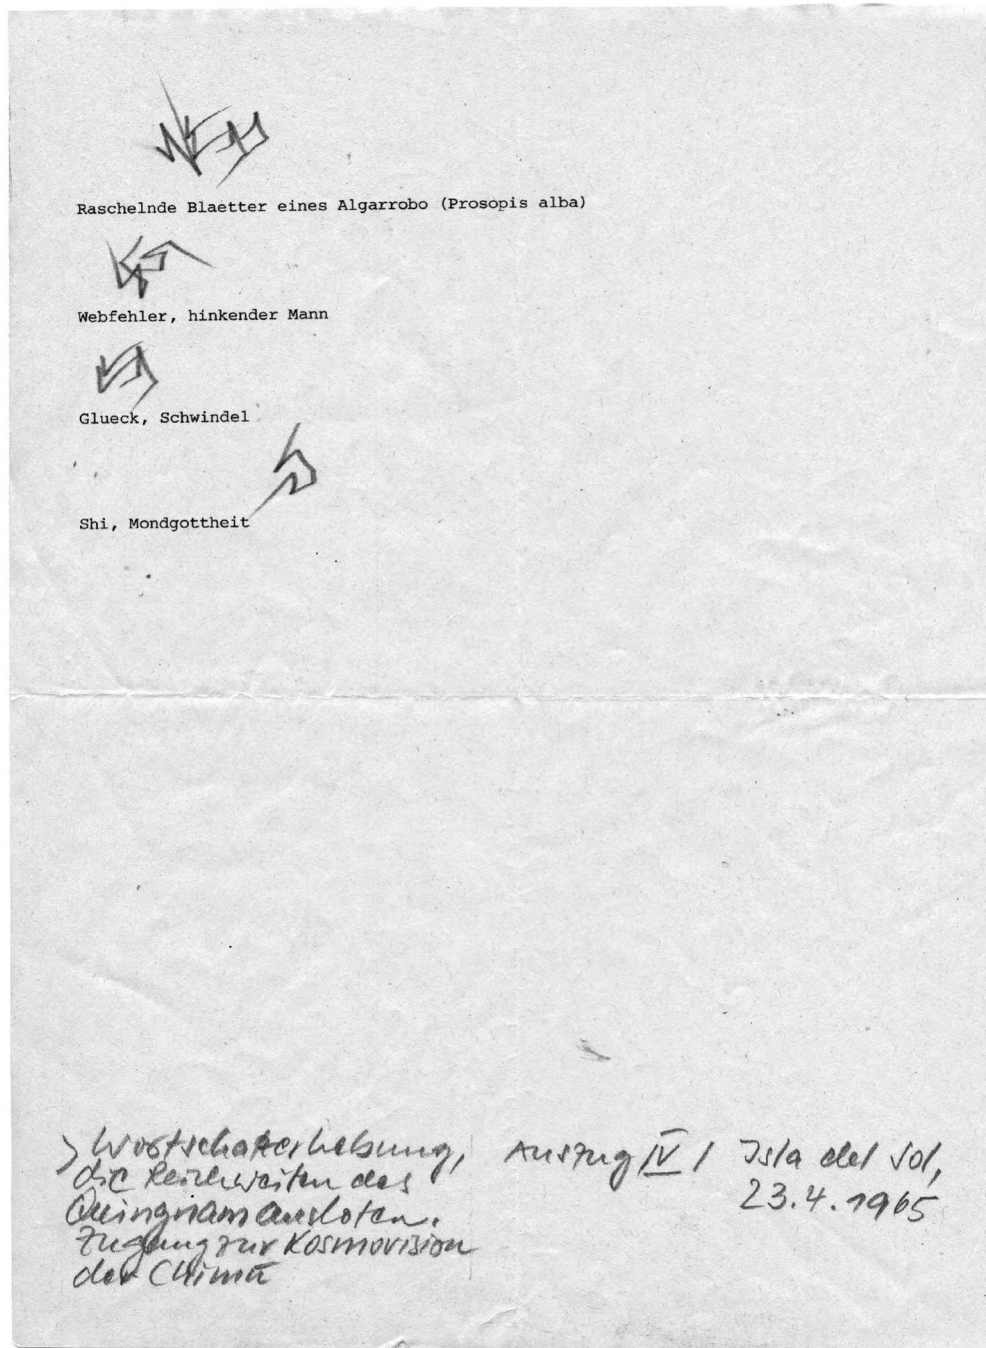 Raschelnde Blaetter eines Algarrobo (Prosopis alba)
Webfehler, hinkender Mann
Glueck, Schwindel
Shi, Mondgottheit
> Wortschatzerhebung,
die Reichweiten des
Quingnam ausloten.
Zugang zur Kosmovision
der Chimú
Auszug IV / Isla del Sol,
23.4.1965